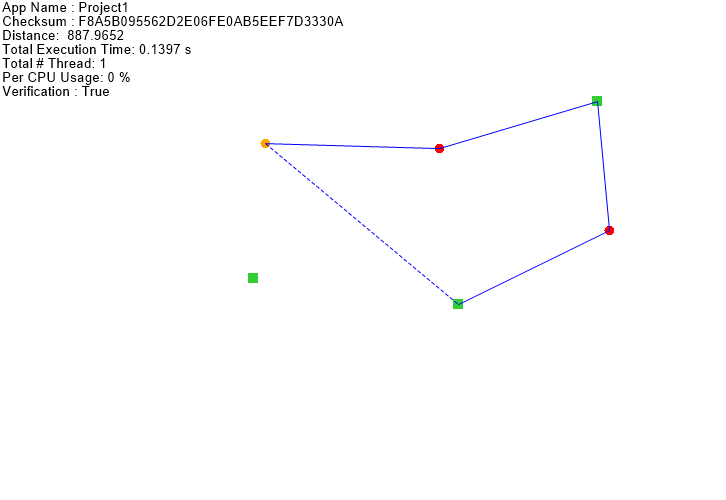 App Name : Project1
Checksum : F8A5B095562D2E06FE0AB5EEF7D3330A
Distance:  887.9652
Total Execution Time: 0.1397 s
Total # Thread: 1
Per CPU Usage: 0 %
Verification : True